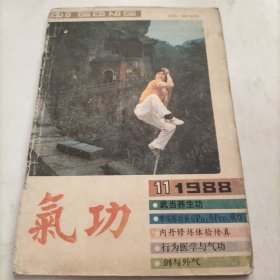 11 1988
氣功
武当养生功
内丹修炼体验传真
行为医学与气功
剑与外气